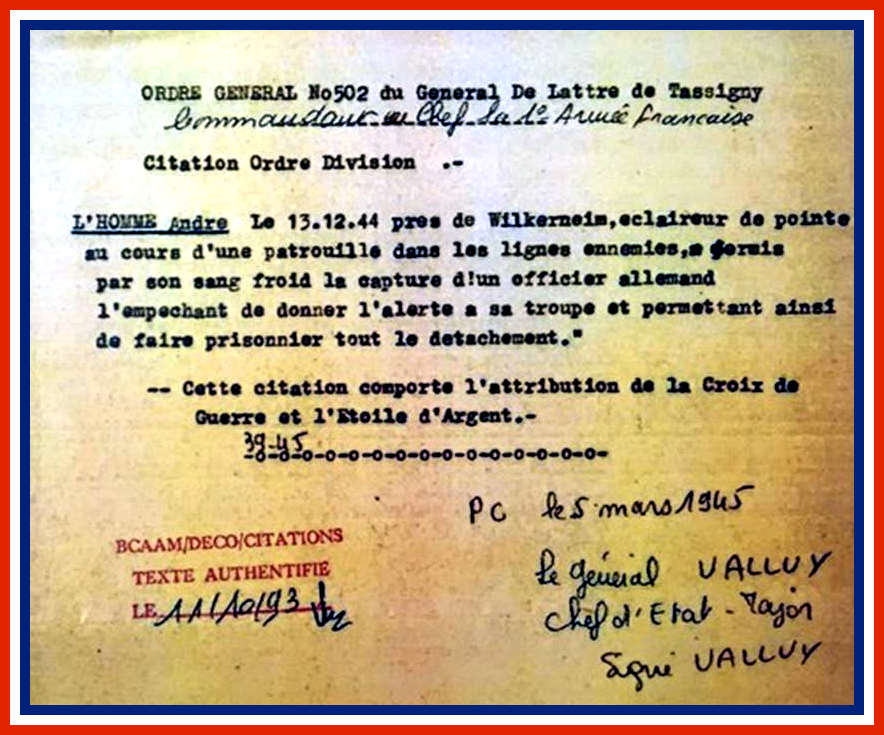 ORDRE GENERAL No502 du General De Lattre de Tassigny
Commandant en Chef la 1e Armée francaise
Citation Ordre Division .-
L'HOMME Andre Le 13.12.44 pres de Wilkerneim,eclaireur de pointe
au cours d'une patrouille dans les lignes ennemies,a permis
par son sang froid la capture d!un officier allemand
l'empechant de donner l'alerte a sa troupe et permettant ainsi
de faire prisonnier tout le detachement."
-- Cette citation comporte l'attribution de la Croix de
Guerre et l'Etoile d'Argent.-
39-45
-o-o-o-o-o-o-o-o-o-o-o-o-o-o-o-
PC le 5 mars 1945
BCAAM/DECO/CITATIONS
TEXTE AUTHENTIFIE
LE 11/10/93
le général VALLUY
chef d'Etat-Major
Signé VALLUY